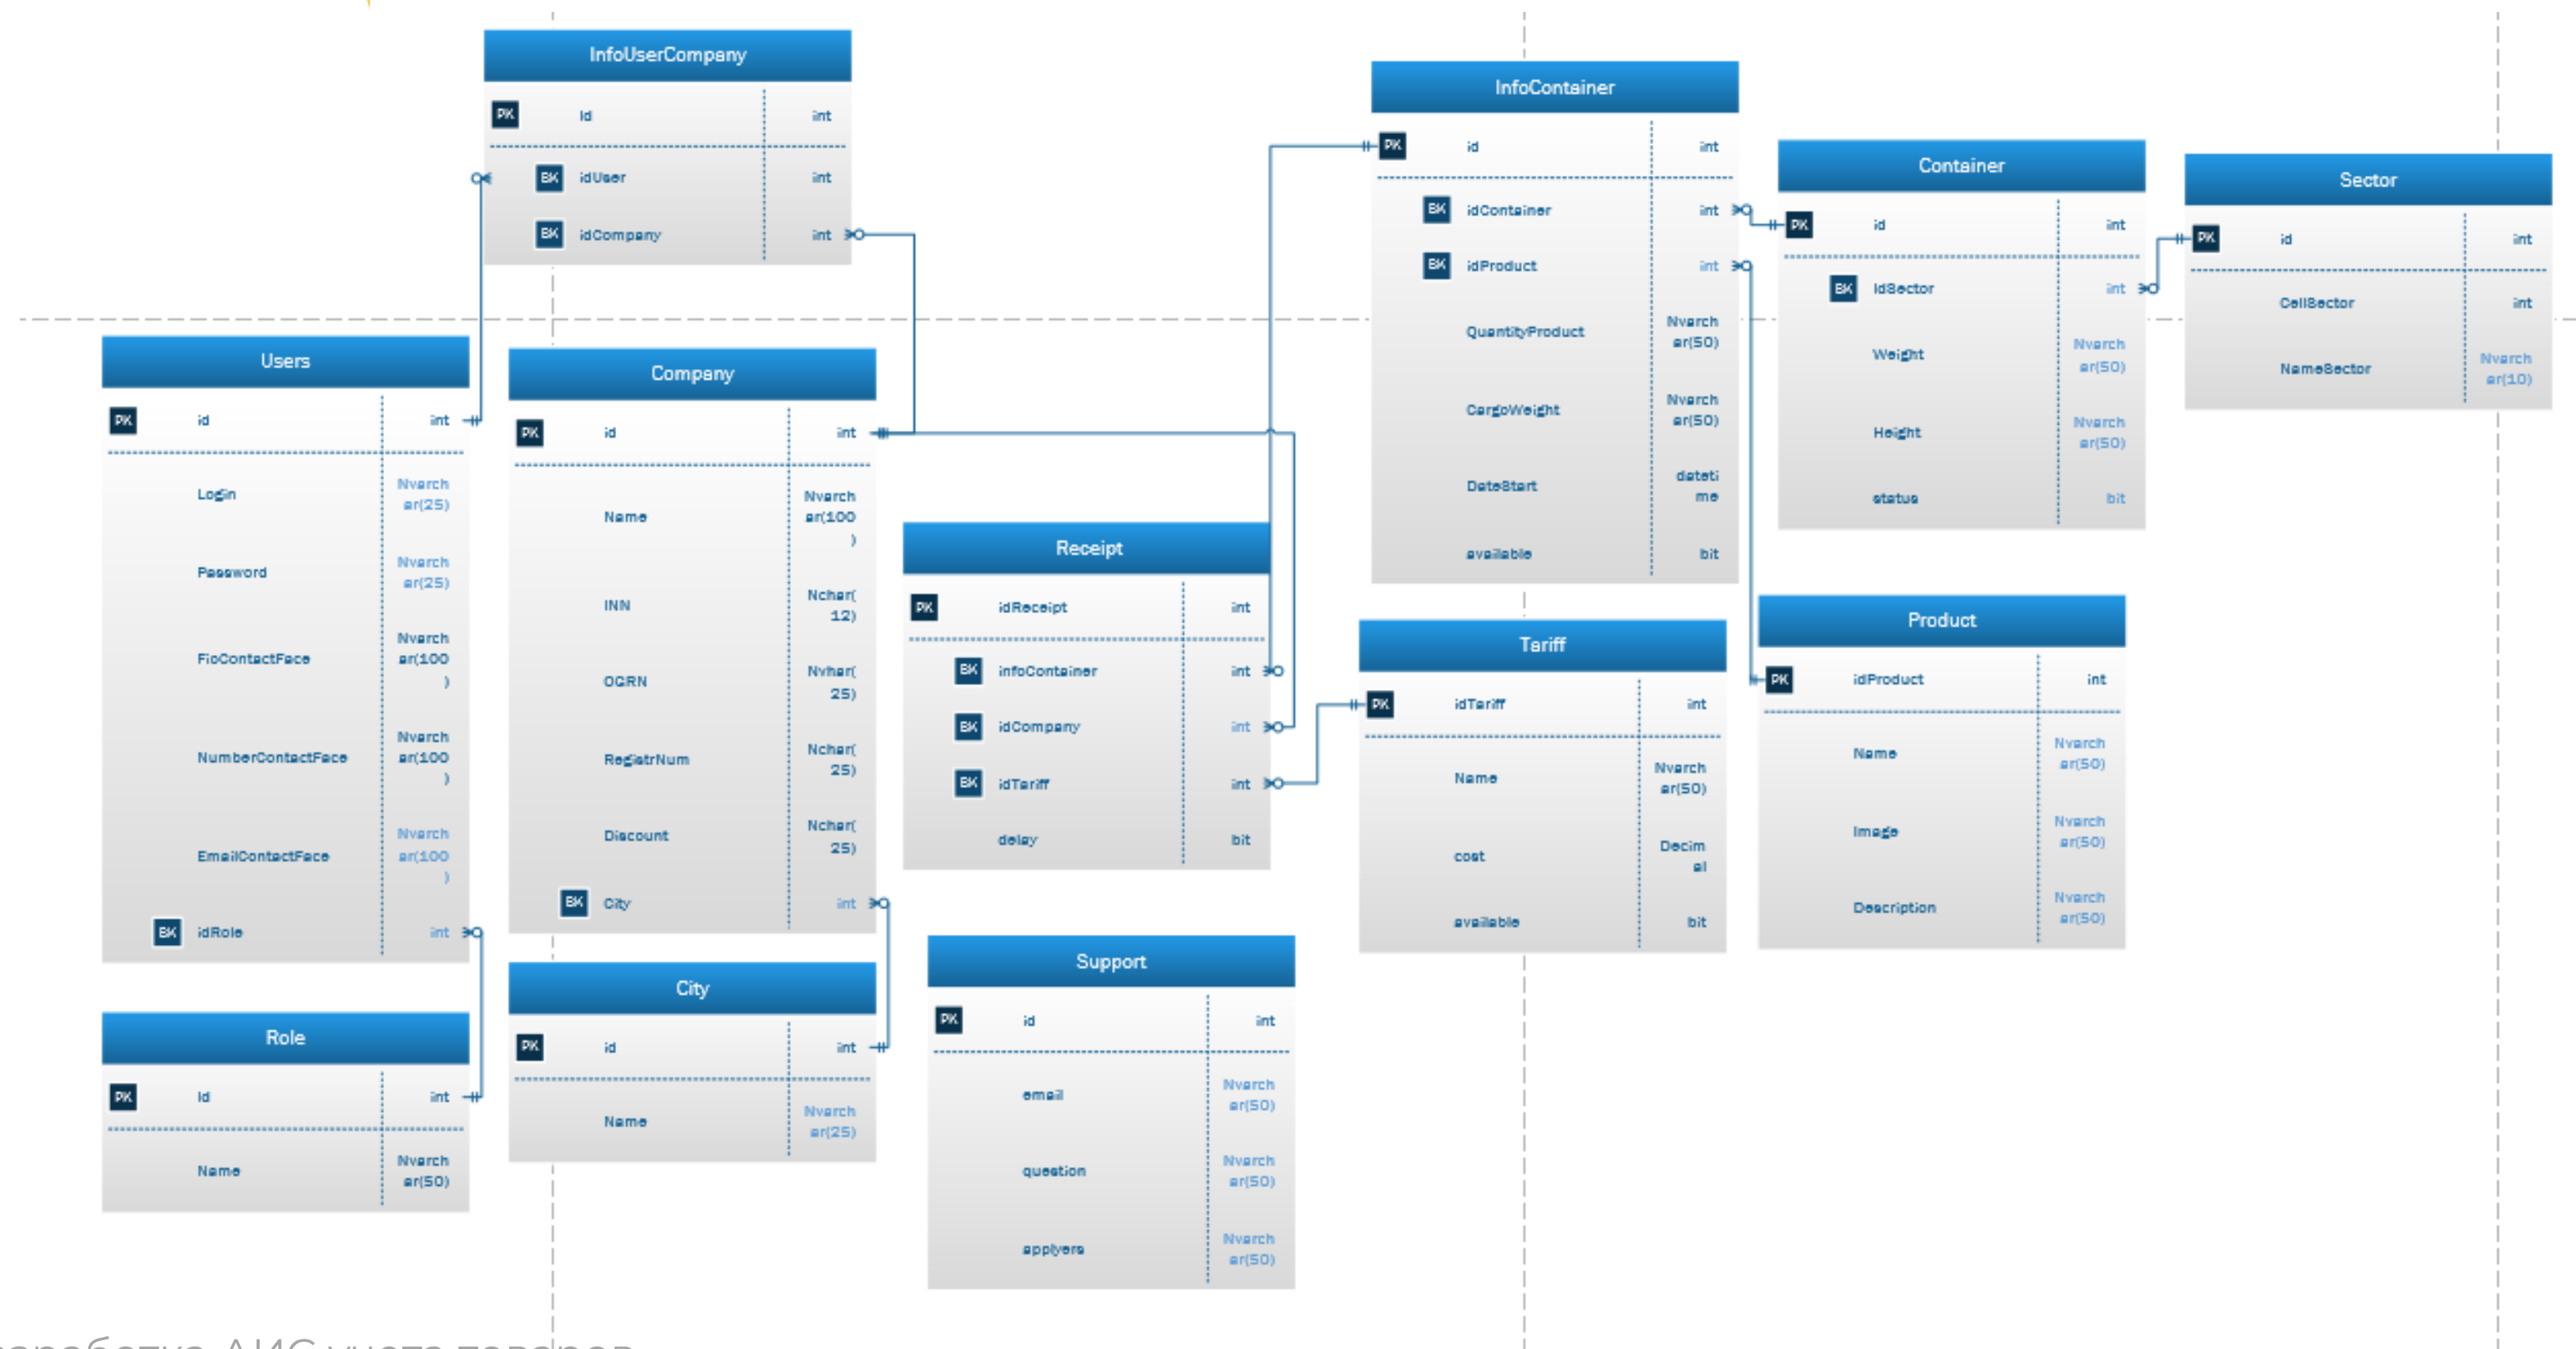 InfoUserCompany
PK Id int
BK idUser int
BK idCompany int
Users
PK id int
Login Nvarch
ar(25)
Password Nvarch
ar(25)
FioContactFace Nvarch
ar(100
)
NumberContactFace Nvarch
ar(100
)
EmailContactFace Nvarch
ar(100
)
BK idRole int
Role
PK Id int
Name Nvarch
ar(50)
Company
PK id int
Name Nvarch
ar(100
)
INN Nchar(
12)
OGRN Nvhar(
25)
RegistrNum Nchar(
25)
Discount Nchar(
25)
BK City int
City
PK id int
Name Nvarch
ar(25)
Receipt
PK idReceipt int
BK infoContainer int
BK idCompany int
BK idTariff int
delay bit
Support
PK id int
email Nvarch
ar(50)
question Nvarch
ar(50)
applyers Nvarch
ar(50)
InfoContainer
PK id int
BK idContainer int
BK idProduct int
QuantityProduct Nvarch
ar(50)
CargoWeight Nvarch
ar(50)
DateStart dateti
me
available bit
Tariff
PK idTariff int
Name Nvarch
ar(50)
cost Decim
al
available bit
Container
PK id int
BK IdSector int
Weight Nvarch
ar(50)
Height Nvarch
ar(50)
status bit
Product
PK idProduct int
Name Nvarch
ar(50)
Image Nvarch
ar(50)
Description Nvarch
ar(50)
Sector
PK id int
CellSector int
NameSector Nvarch
ar(10)
АИС учета товаров